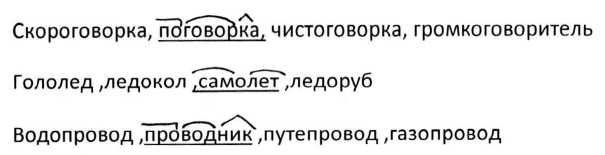 Скороговорка, поговорка, чистоговорка, громкоговоритель
Гололед ,ледокол ,самолет ,ледоруб
Водопровод ,проводник ,путепровод ,газопровод